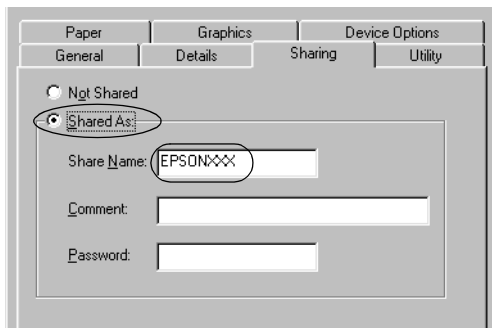 Paper Graphics Device Options
General Details Sharing Utility
Not Shared
Shared As:
Share Name: EPSONXXX
Comment:
Password: